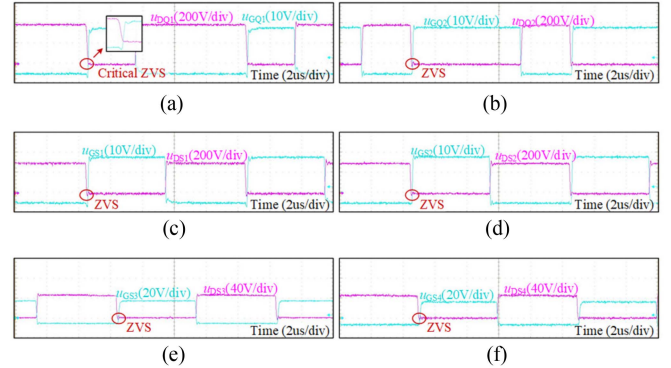 uDQ1(200V/div) uGQ1(10V/div)
Critical ZVS
Time (2us/div)
(a)
uGQ2(10V/div) uDQ2(200V/div)
ZVS
Time (2us/div)
(b)
uGS1(10V/div)
uDS1(200V/div)
ZVS
Time (2us/div)
(c)
uGS2(10V/div)
uDS2(200V/div)
ZVS
Time (2us/div)
(d)
uGS3(20V/div) uDS3(40V/div)
ZVS
Time (2us/div)
(e)
uGS4(20V/div) uDS4(40V/div)
ZVS
Time (2us/div)
(f)